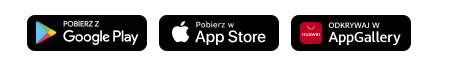 POBIERZ Z
Google Play
Pobierz w
App Store
ODKRYWAJ W
AppGallery
HUAWEI